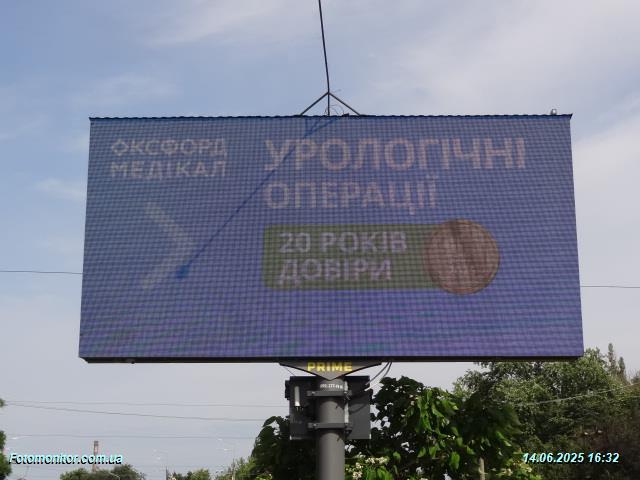 ОКСФОРД
МЕДІКАЛ
УРОЛОГІЧНІ
ОПЕРАЦІЇ
20 РОКІВ
ДОВІРИ
PRIME
Fotomonitor.com.ua
14.06.2025 16:32